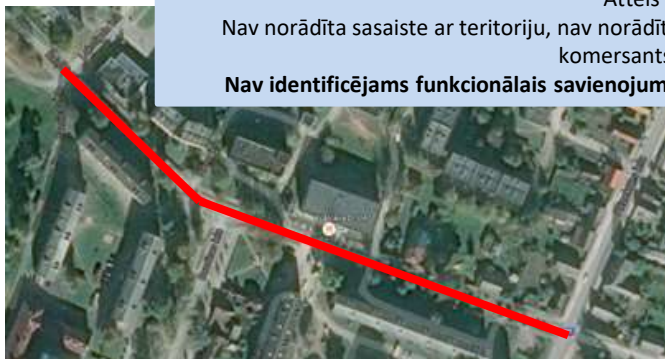 Attēls
Nav norādīta sasaiste ar teritoriju, nav norādīt
komersants
Nav identificējams funkcionālais savienojum